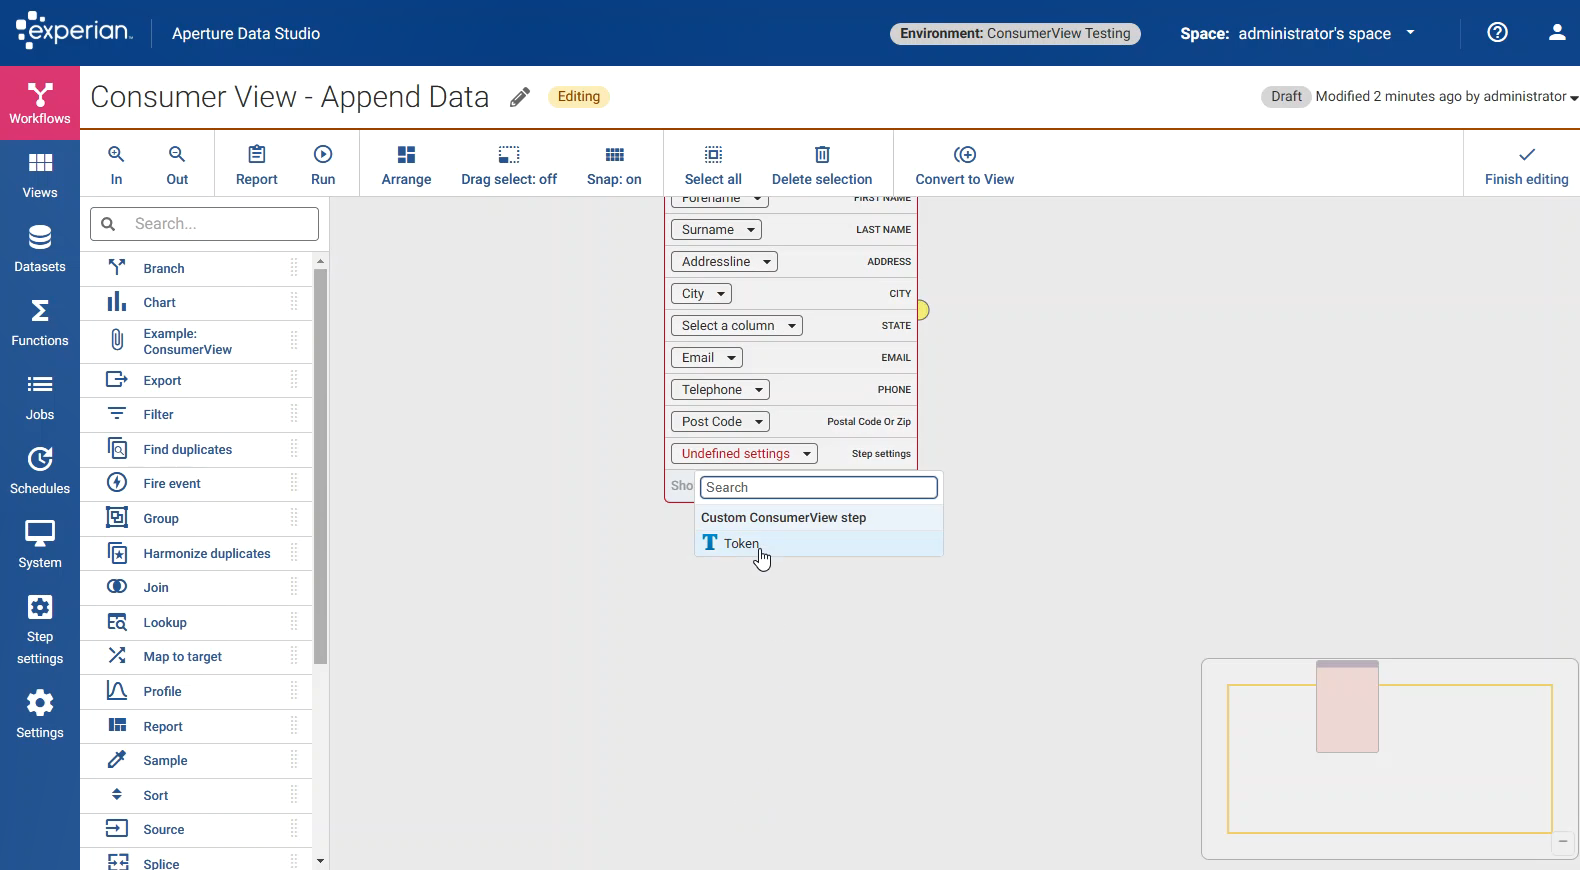 experian.
Aperture Data Studio
Environment: ConsumerView Testing
Space: administrator's space
Workflows
Consumer View - Append Data
Editing
Draft
Modified 2 minutes ago by administrator
In
Out
Report
Run
Arrange
Drag select: off
Snap: on
Select all
Delete selection
Convert to View
Finish editing
Views
Datasets
Functions
Jobs
Schedules
System
Step
settings
Settings
Search...
Branch
Chart
Example:
ConsumerView
Export
Filter
Find duplicates
Fire event
Group
Harmonize duplicates
Join
Lookup
Map to target
Profile
Report
Sample
Sort
Source
Splice
Forename FIRST NAME
Surname LAST NAME
Addressline ADDRESS
City CITY
Select a column STATE
Email EMAIL
Telephone PHONE
Post Code Postal Code Or Zip
Undefined settings Step settings
Sho
Search
Custom ConsumerView step
T Token